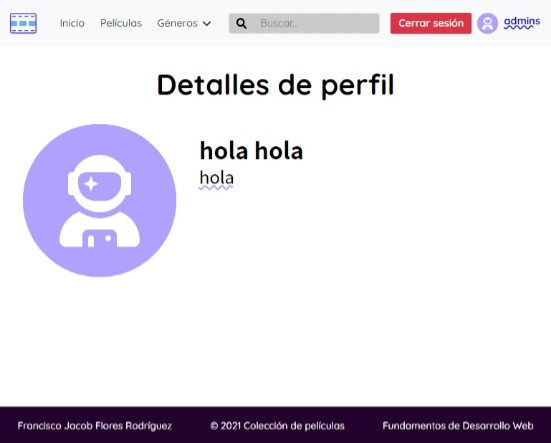 Inicio Películas Géneros Buscar... Cerrar sesión admins
Detalles de perfil
hola hola
hola
Francisco Jacob Flores Rodríguez © 2021 Colección de películas Fundamentos de Desarrollo Web